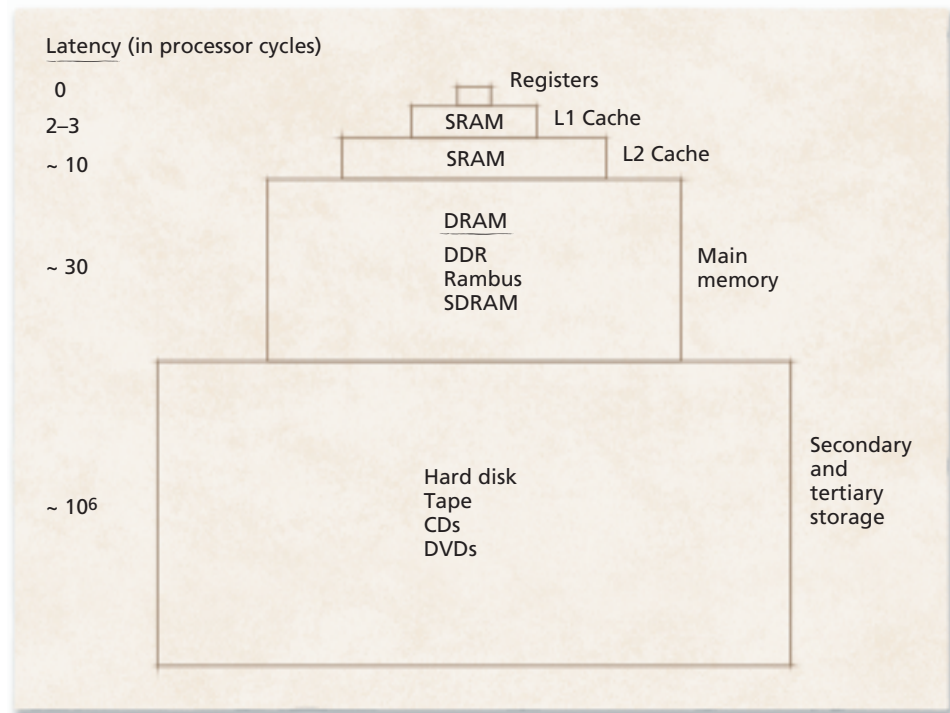 Latency (in processor cycles)
0
Registers
2–3
SRAM
L1 Cache
~ 10
SRAM
L2 Cache
~ 30
DRAM
DDR
Rambus
SDRAM
Main
memory
~ 10⁶
Hard disk
Tape
CDs
DVDs
Secondary
and
tertiary
storage